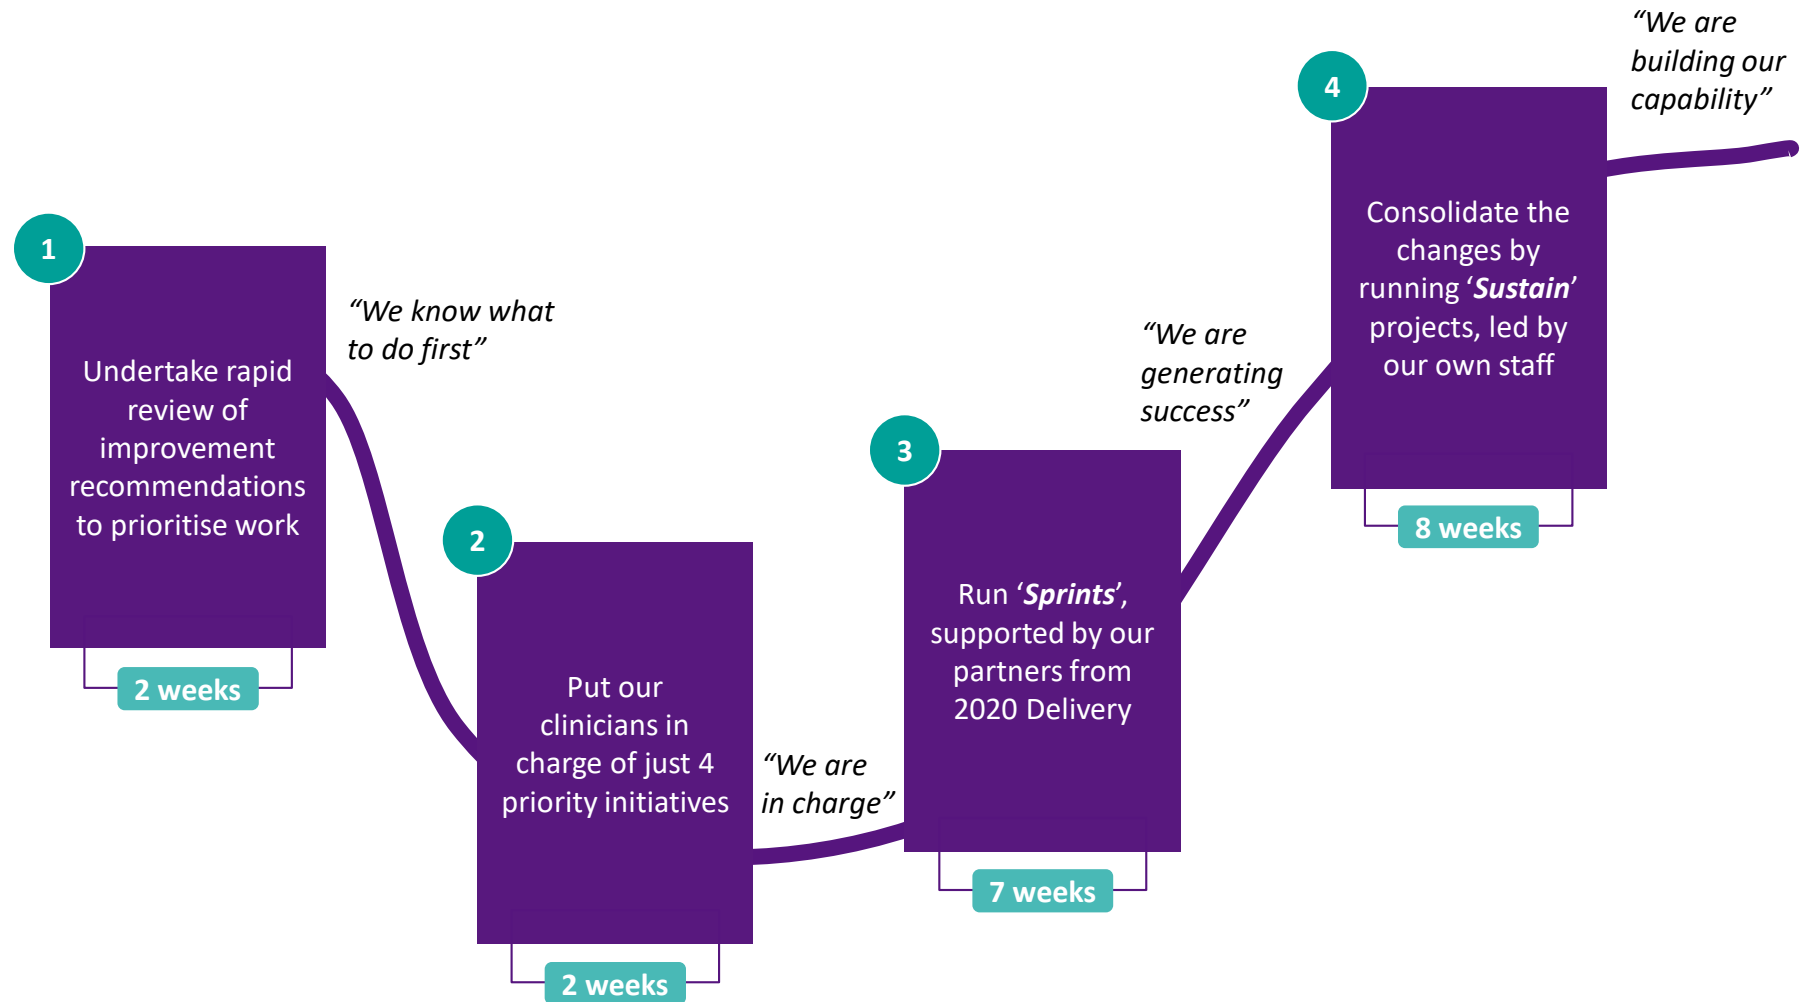 1
Undertake rapid
review of
improvement
recommendations
to prioritise work
2 weeks
“We know what
to do first”
2
Put our
clinicians in
charge of just 4
priority initiatives
2 weeks
“We are
in charge”
3
Run ‘Sprints’,
supported by our
partners from
2020 Delivery
7 weeks
“We are
generating
success”
4
Consolidate the
changes by
running ‘Sustain’
projects, led by
our own staff
8 weeks
“We are
building our
capability”